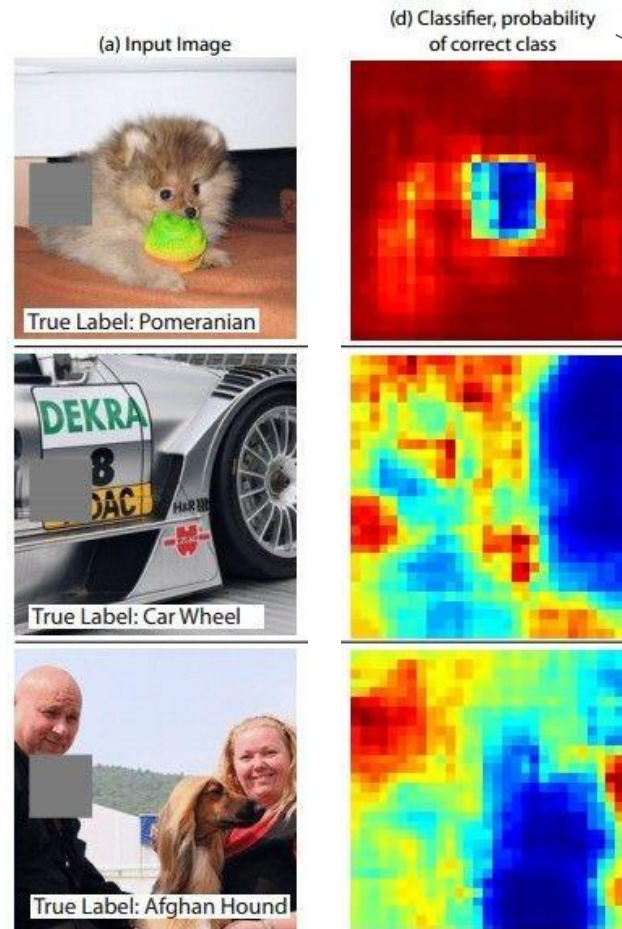 (a) Input Image
(d) Classifier, probability
of correct class
True Label: Pomeranian
DEKRA
8
DAC
H&R
True Label: Car Wheel
True Label: Afghan Hound